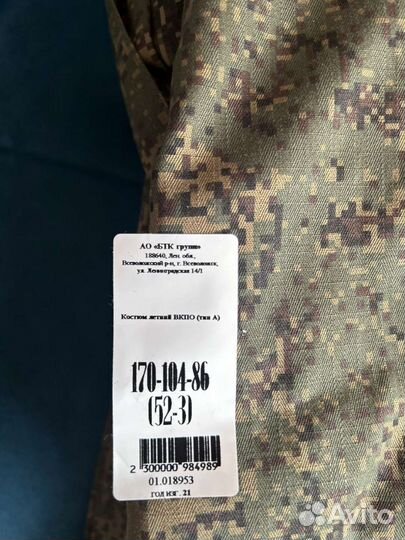 АО «БТК групп»
188640, Лен. обл.,
Всеволожский р-н, г. Всеволожск,
ул. Ленинградская 14/1
Костюм летний ВКПО (тип А)
170-104-86
(52-3)
2 300000 984989
01.018953
ГОД ИЗГ. 21
Avito